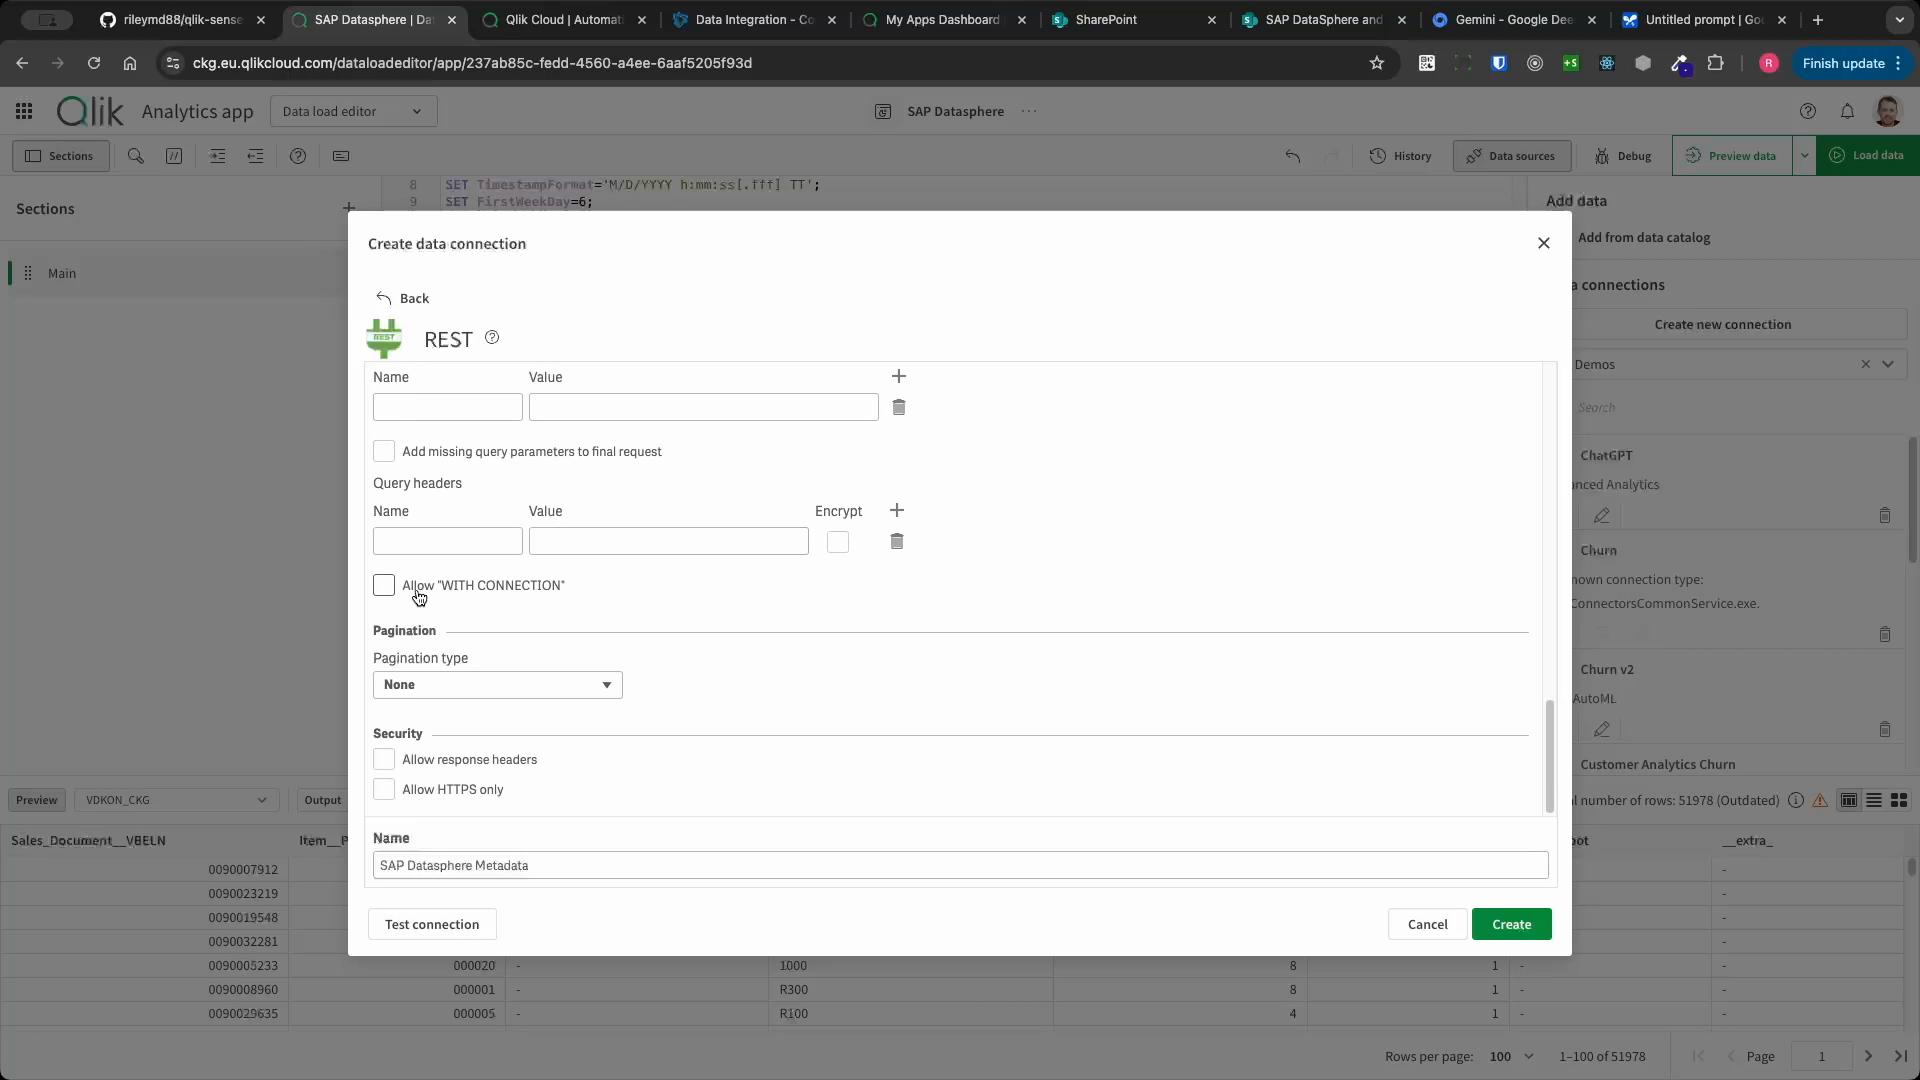 rileymd88/qlik-sense
SAP Datasphere | Da
Qlik Cloud | Automat
Data Integration - Co
My Apps Dashboard
SharePoint
SAP DataSphere and
Gemini - Google Dee
Untitled prompt | Go
ckg.eu.qlikcloud.com/dataloadeditor/app/237ab85c-fedd-4560-a4ee-6aaf5205f93d
R
Finish update
Qlik
Analytics app
Data load editor
SAP Datasphere
Sections
History
Data sources
Debug
Preview data
Load data
8 SET TimestampFormat='M/D/YYYY h:mm:ss[.fff] TT';
9 SET FirstWeekDay=6;
Sections
Main
Add data
Add from data catalog
a connections
Create new connection
Demos
Search
ChatGPT
anced Analytics
Churn
nown connection type:
ConnectorsCommonService.exe.
Churn v2
AutoML
Customer Analytics Churn
Create data connection
Back
REST
REST
Name Value
Add missing query parameters to final request
Query headers
Name Value Encrypt
Allow "WITH CONNECTION"
Pagination
Pagination type
None
Security
Allow response headers
Allow HTTPS only
Name
SAP Datasphere Metadata
Test connection
Cancel
Create
Preview
VDKON_CKG
Output
l number of rows: 51978 (Outdated)
Sales_Document__VBELN Item__P __extra_
0090007912 -
0090023219 -
0090019548 -
0090032281 -
0090005233 000020 - 1000 8 1 - -
0090008960 000001 - R300 8 1 - -
0090029635 000005 - R100 4 1 - -
Rows per page: 100 1–100 of 51978 Page 1